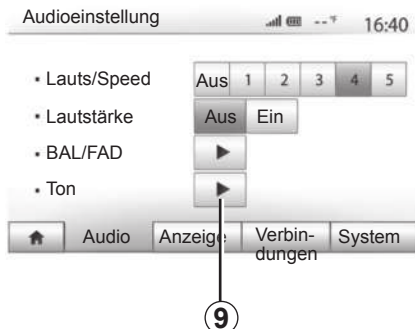 Audioeinstellung -- °F 16:40
Lauts/Speed Aus 1 2 3 4 5
Lautstärke Aus Ein
BAL/FAD
Ton
Audio Anzeige Verbin-
dungen System
9